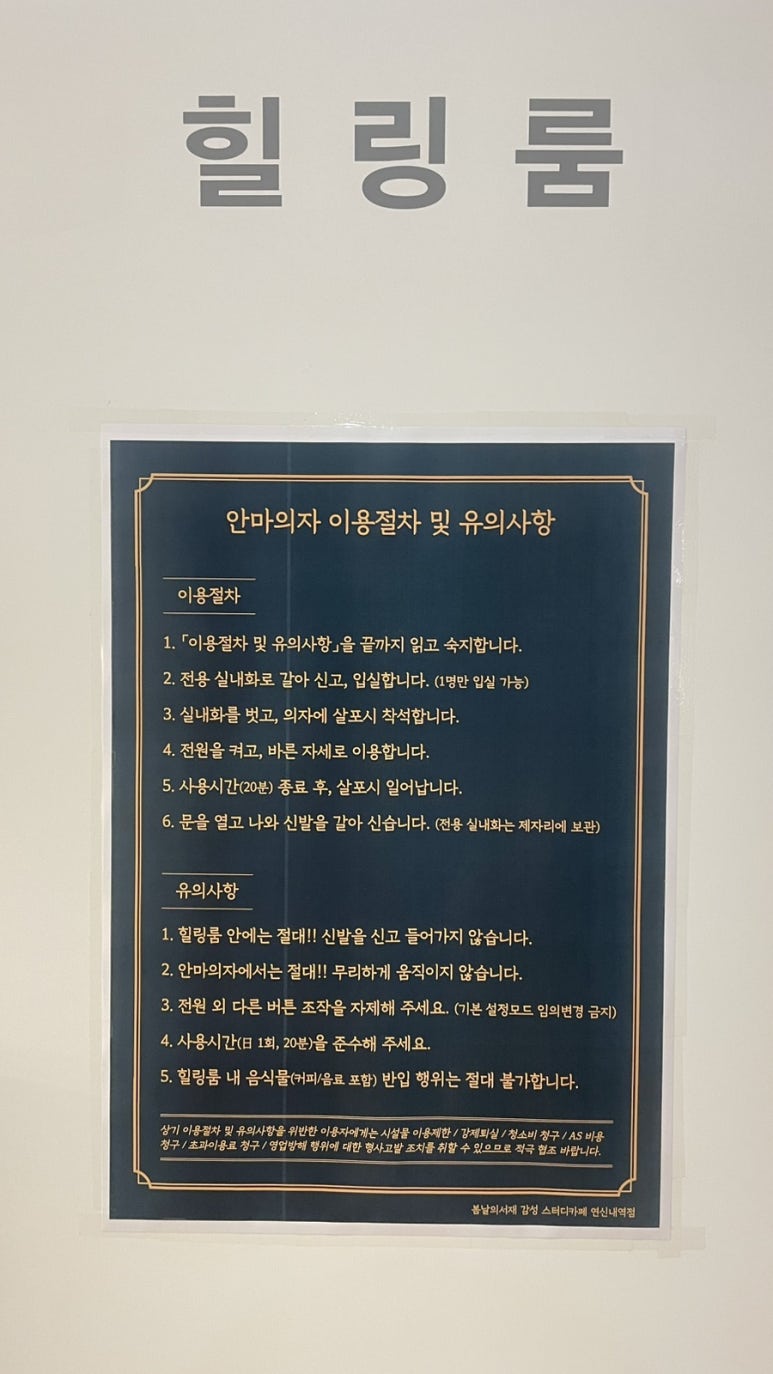 힐링룸
안마의자 이용절차 및 유의사항
이용절차
1. 「이용절차 및 유의사항」을 끝까지 읽고 숙지합니다.
2. 전용 실내화로 갈아 신고, 입실합니다. (1명만 입실 가능)
3. 실내화를 벗고, 의자에 살포시 착석합니다.
4. 전원을 켜고, 바른 자세로 이용합니다.
5. 사용시간(20분) 종료 후, 살포시 일어납니다.
6. 문을 열고 나와 신발을 갈아 신습니다. (전용 실내화는 제자리에 보관)
유의사항
1. 힐링룸 안에는 절대!! 신발을 신고 들어가지 않습니다.
2. 안마의자에서는 절대!! 무리하게 움직이지 않습니다.
3. 전원 외 다른 버튼 조작을 자제해 주세요. (기본 설정모드 임의변경 금지)
4. 사용시간(日 1회, 20분)을 준수해 주세요.
5. 힐링룸 내 음식물(커피/음료 포함) 반입 행위는 절대 불가합니다.
상기 이용절차 및 유의사항을 위반한 이용자에게는 시설물 이용제한 / 강제퇴실 / 청소비 청구 / AS 비용
청구 / 초과이용료 청구 / 영업방해 행위에 대한 형사고발 조치를 취할 수 있으므로 적극 협조 바랍니다.
봄날의서재 감성 스터디카페 연신내역점